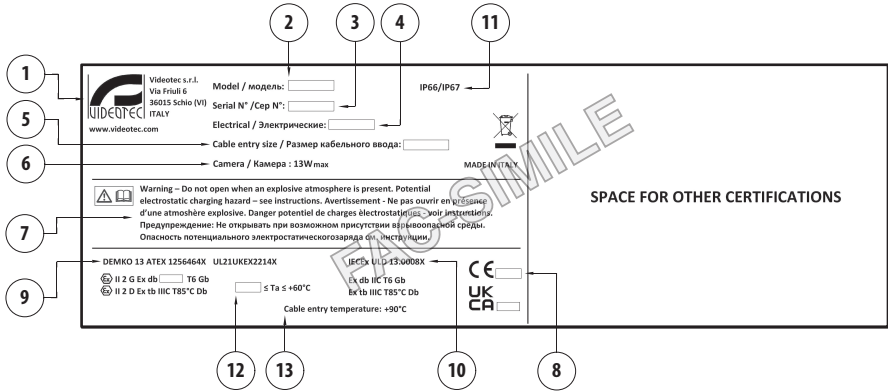 2
3
4
11
1
5
6
7
9
12
13
10
8
VIDEOTEC
www.videotec.com
Videotec s.r.l.
Via Friuli 6
36015 Schio (VI)
ITALY
Model / модель:
Serial N° /Сер N°:
Electrical / Электрические:
Cable entry size / Размер кабельного ввода:
Camera / Камера : 13Wmax
IP66/IP67
MADE IN ITALY
Warning – Do not open when an explosive atmosphere is present. Potential
electrostatic charging hazard – see instructions. Avertissement - Ne pas ouvrir en présence
d'une atmoshère explosive. Danger potentiel de charges èlectrostatiques - voir instrutions.
Предупреждение: Не открывать при возможном присутствии взрывоопасной среды.
Опасность потенциального электростатическогозаряда см. инструкции.
DEMKO 13 ATEX 1256464X UL21UKEX2214X
IECEx ULD 13.0008X
Ex II 2 G Ex db T6 Gb
Ex II 2 D Ex tb IIIC T85°C Db
≤ Ta ≤ +60°C
Ex db IIC T6 Gb
Ex tb IIIC T85°C Db
Cable entry temperature: +90°C
CE
UK
CA
FAC-SIMILE
SPACE FOR OTHER CERTIFICATIONS